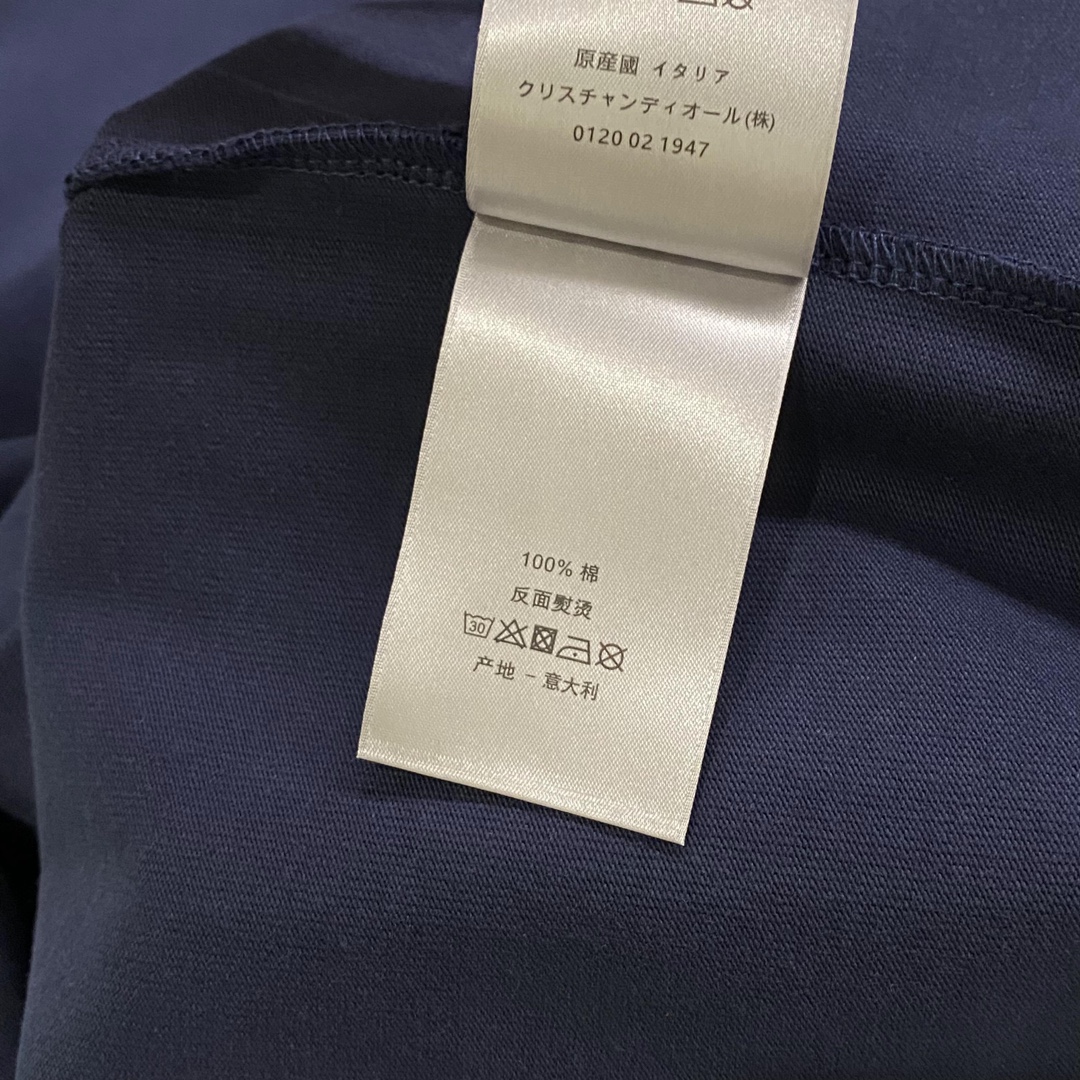 原産國 イタリア
クリスチャンディオール(株)
0120 02 1947
100% 棉
反面熨烫
30
产地 - 意大利